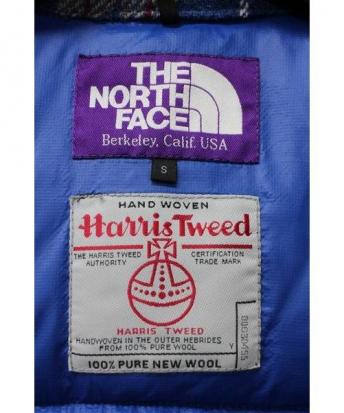 THE
NORTH
FACE
Berkeley, Calif. USA
S
HAND WOVEN
Harris Tweed
THE HARRIS TWEED
AUTHORITY
CERTIFICATION
TRADE MARK
HARRIS TWEED
HANDWOVEN IN THE OUTER HEBRIDES
FROM 100% PURE NEW WOOL
Y
100% PURE NEW WOOL